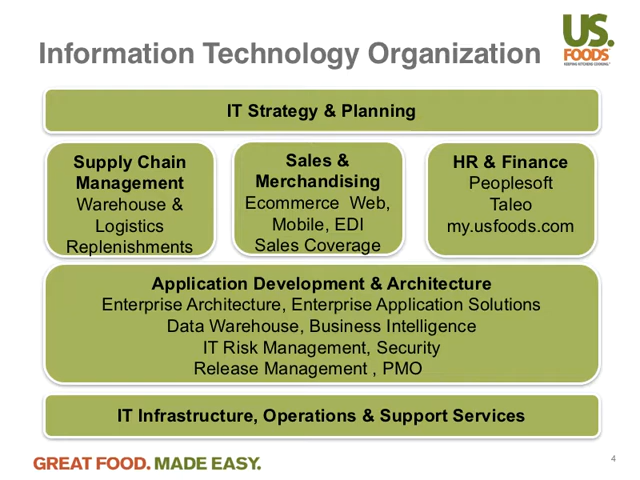 US.
FOODS
KEEPING KITCHENS COOKING.
Information Technology Organization
IT Strategy & Planning
Supply Chain
Management
Warehouse &
Logistics
Replenishments
Sales &
Merchandising
Ecommerce Web,
Mobile, EDI
Sales Coverage
HR & Finance
Peoplesoft
Taleo
my.usfoods.com
Application Development & Architecture
Enterprise Architecture, Enterprise Application Solutions
Data Warehouse, Business Intelligence
IT Risk Management, Security
Release Management , PMO
IT Infrastructure, Operations & Support Services
GREAT FOOD. MADE EASY.
4